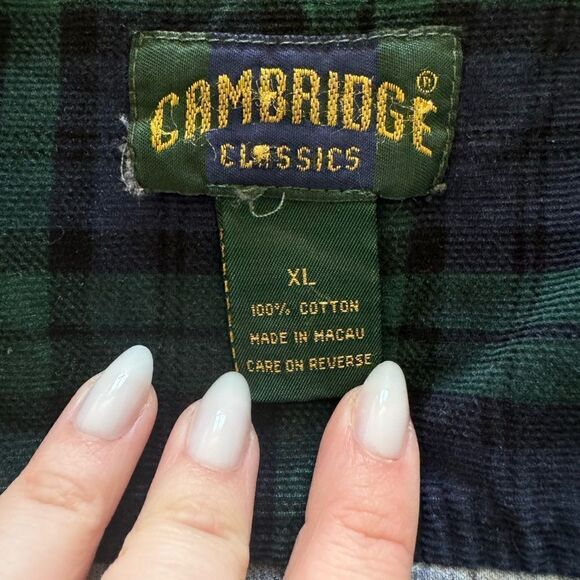 CAMBRIDGE®
CLASSICS
XL
100% COTTON
MADE IN MACAU
CARE ON REVERSE